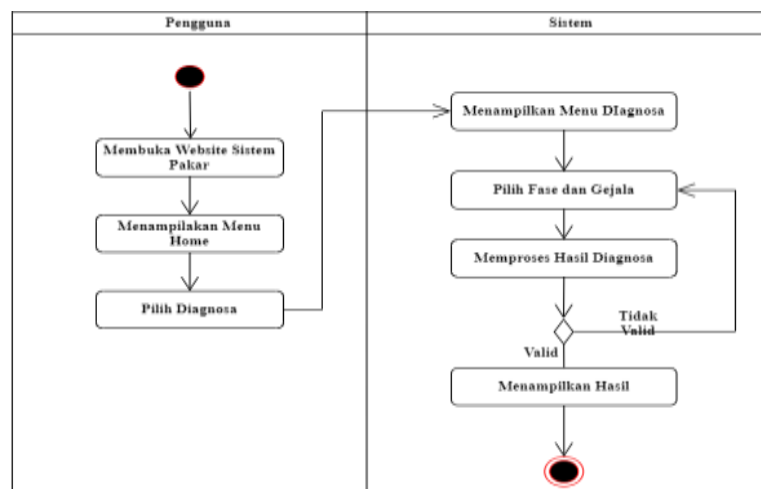 Pengguna
Sistem
Membuka Website Sistem
Pakar
Menampilakan Menu
Home
Pilih Diagnosa
Menampilkan Menu DIagnosa
Pilih Fase dan Gejala
Memproses Hasil Diagnosa
Tidak
Valid
Valid
Menampilkan Hasil